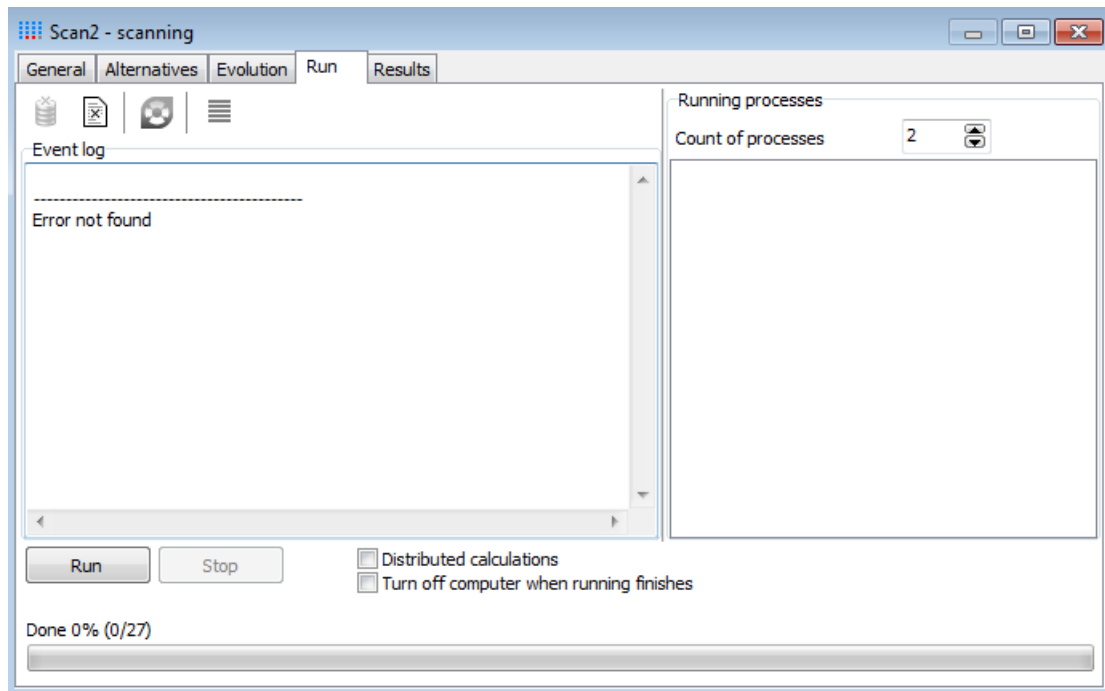 Scan2 - scanning
General Alternatives Evolution Run Results
Event log
------------------------------------------
Error not found
Running processes
Count of processes 2
Run Stop
Distributed calculations
Turn off computer when running finishes
Done 0% (0/27)